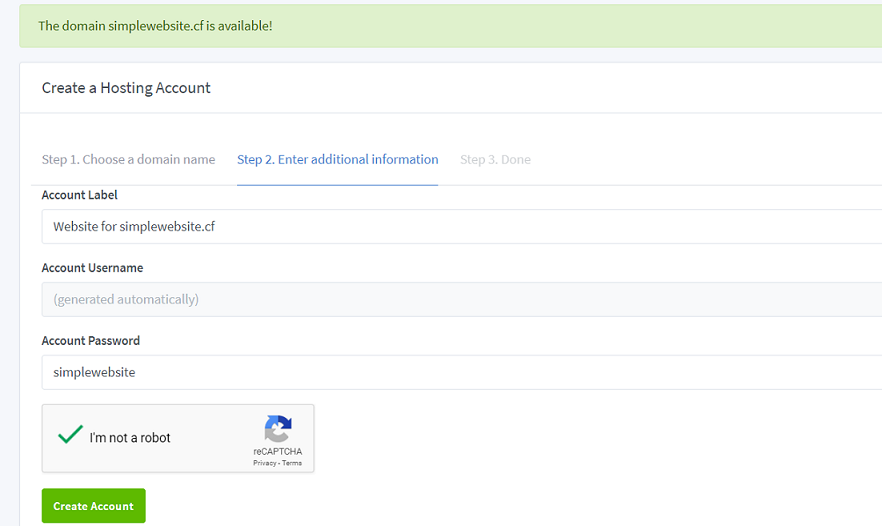 The domain simplewebsite.cf is available!
Create a Hosting Account
Step 1. Choose a domain name Step 2. Enter additional information Step 3. Done
Account Label
Website for simplewebsite.cf
Account Username
(generated automatically)
Account Password
simplewebsite
I'm not a robot
reCAPTCHA
Privacy - Terms
Create Account